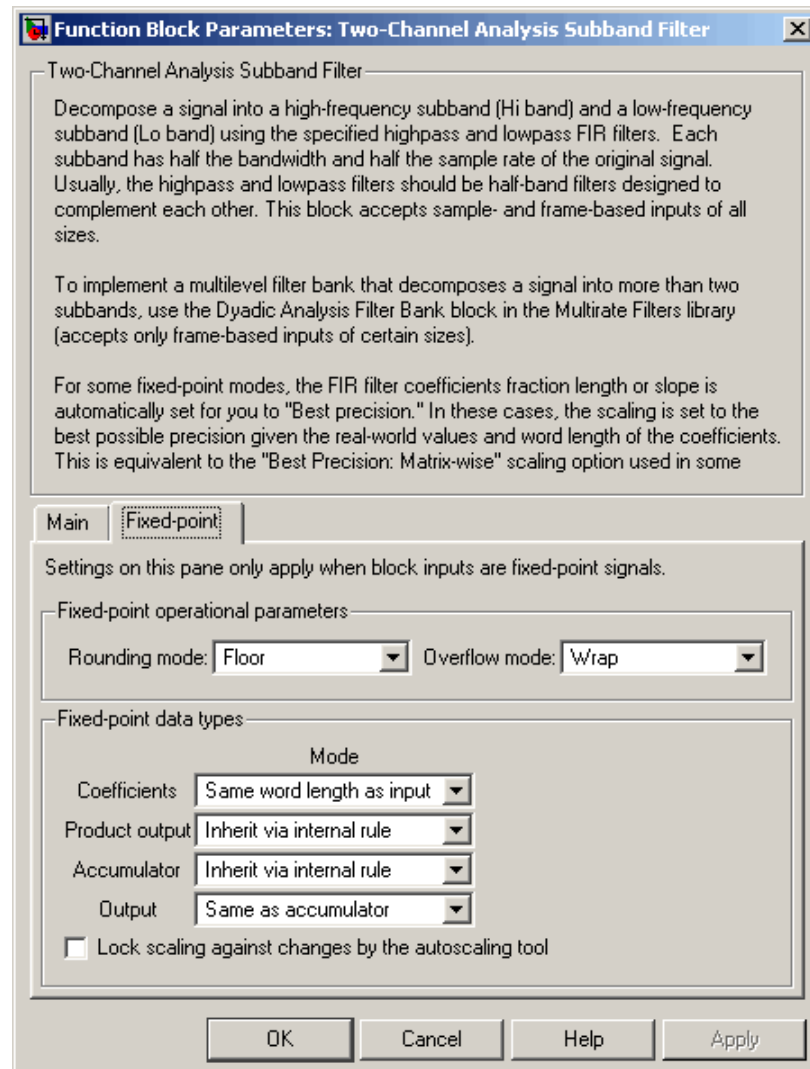 Function Block Parameters: Two-Channel Analysis Subband Filter
Two-Channel Analysis Subband Filter
Decompose a signal into a high-frequency subband (Hi band) and a low-frequency
subband (Lo band) using the specified highpass and lowpass FIR filters.  Each
subband has half the bandwidth and half the sample rate of the original signal.
Usually, the highpass and lowpass filters should be half-band filters designed to
complement each other. This block accepts sample- and frame-based inputs of all
sizes.
To implement a multilevel filter bank that decomposes a signal into more than two
subbands, use the Dyadic Analysis Filter Bank block in the Multirate Filters library
(accepts only frame-based inputs of certain sizes).
For some fixed-point modes, the FIR filter coefficients fraction length or slope is
automatically set for you to "Best precision." In these cases, the scaling is set to the
best possible precision given the real-world values and word length of the coefficients.
This is equivalent to the "Best Precision: Matrix-wise" scaling option used in some
Main Fixed-point
Settings on this pane only apply when block inputs are fixed-point signals.
Fixed-point operational parameters
Rounding mode: Floor Overflow mode: Wrap
Fixed-point data types
Mode
Coefficients Same word length as input
Product output Inherit via internal rule
Accumulator Inherit via internal rule
Output Same as accumulator
Lock scaling against changes by the autoscaling tool
OK Cancel Help Apply